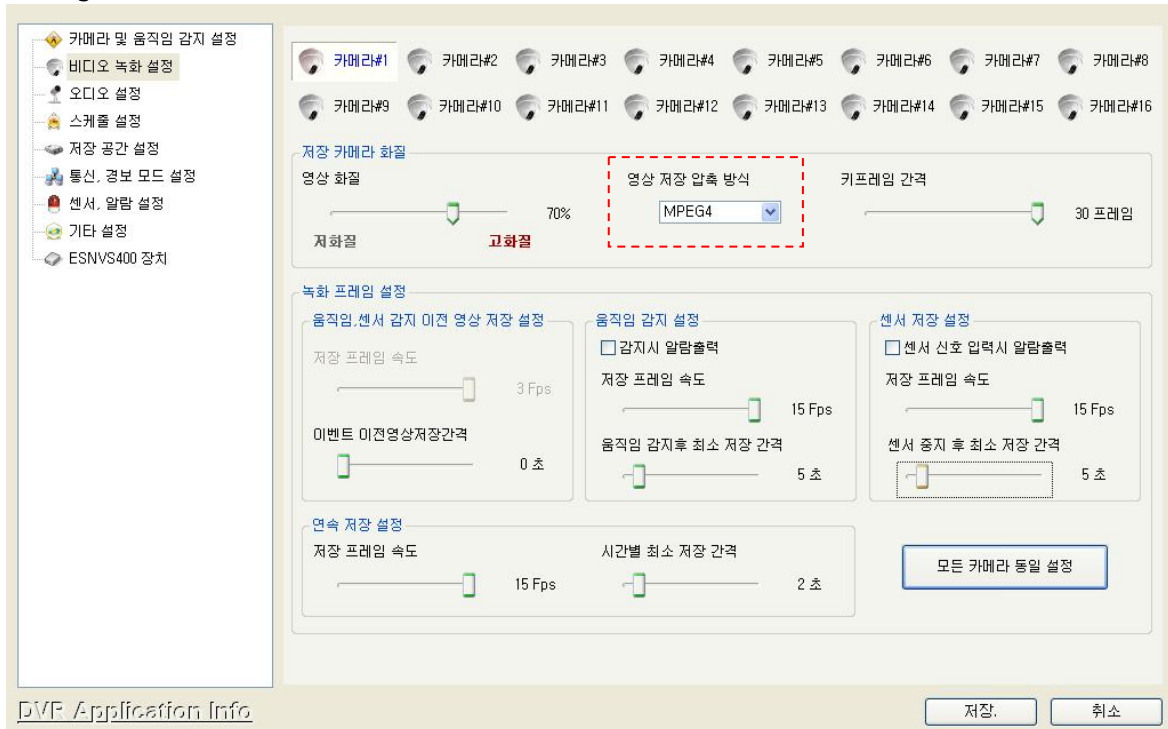 카메라 및 움직임 감지 설정
비디오 녹화 설정
오디오 설정
스케줄 설정
저장 공간 설정
통신, 경보 모드 설정
센서, 알람 설정
기타 설정
ESNVS400 장치
카메라#1 카메라#2 카메라#3 카메라#4 카메라#5 카메라#6 카메라#7 카메라#8
카메라#9 카메라#10 카메라#11 카메라#12 카메라#13 카메라#14 카메라#15 카메라#16
저장 카메라 화질
영상 화질 영상 저장 압축 방식 키프레임 간격
70% MPEG4 30 프레임
저화질 고화질
녹화 프레임 설정
움직임,센서 감지 이전 영상 저장 설정
저장 프레임 속도
3 Fps
이벤트 이전영상저장간격
0 초
움직임 감지 설정
감지시 알람출력
저장 프레임 속도
15 Fps
움직임 감지후 최소 저장 간격
5 초
센서 저장 설정
센서 신호 입력시 알람출력
저장 프레임 속도
15 Fps
센서 중지 후 최소 저장 간격
5 초
연속 저장 설정
저장 프레임 속도 시간별 최소 저장 간격
15 Fps 2 초
모든 카메라 동일 설정
DVR Application Info
저장. 취소